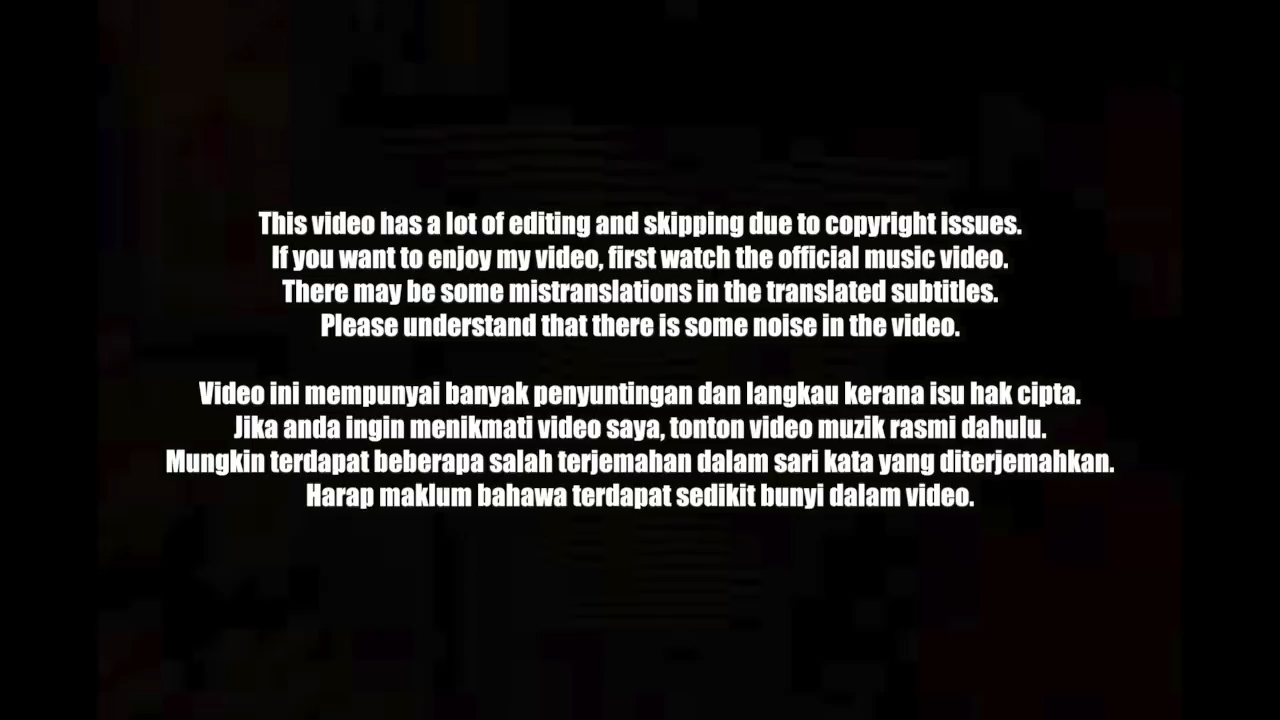 This video has a lot of editing and skipping due to copyright issues.
If you want to enjoy my video, first watch the official music video.
There may be some mistranslations in the translated subtitles.
Please understand that there is some noise in the video.
Video ini mempunyai banyak penyuntingan dan langkau kerana isu hak cipta.
Jika anda ingin menikmati video saya, tonton video muzik rasmi dahulu.
Mungkin terdapat beberapa salah terjemahan dalam sari kata yang diterjemahkan.
Harap maklum bahawa terdapat sedikit bunyi dalam video.